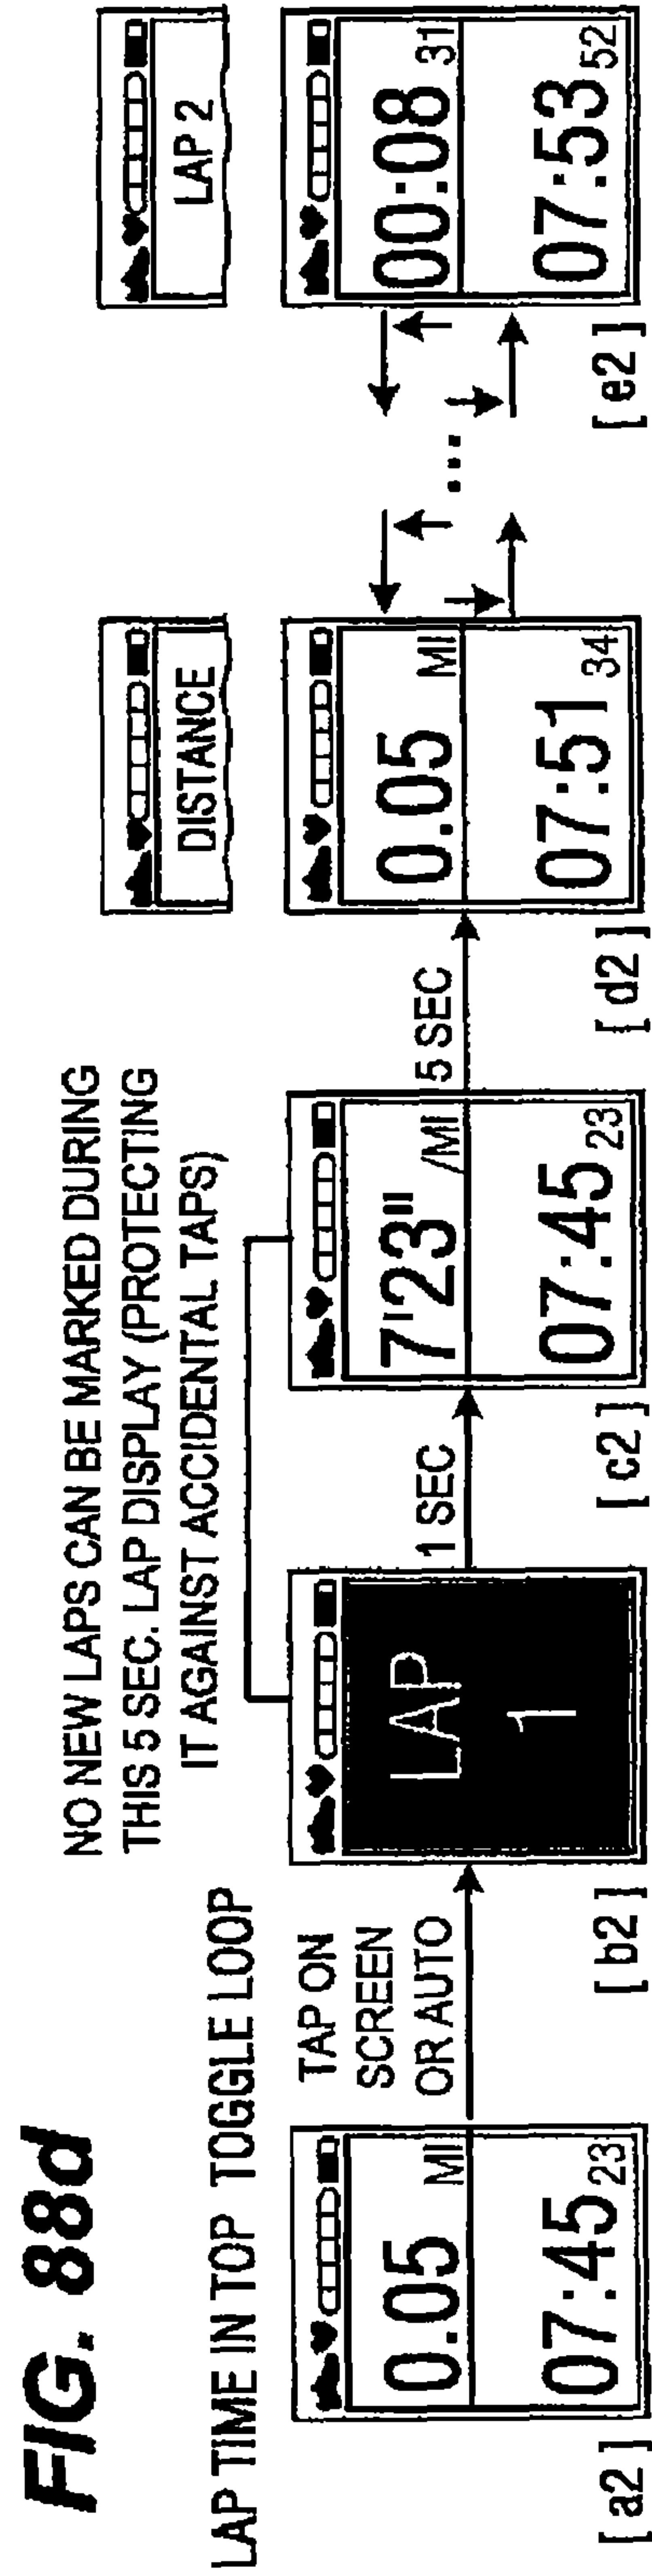 FIG. 88d
LAP TIME IN TOP TOGGLE LOOP
NO NEW LAPS CAN BE MARKED DURING
THIS 5 SEC. LAP DISPLAY (PROTECTING
IT AGAINST ACCIDENTAL TAPS)
0.05 MI
07:45 23
[a2]
TAP ON
SCREEN
OR AUTO
LAP
1
[b2]
1 SEC
7'23" /MI
07:45 23
[c2]
5 SEC
DISTANCE
0.05 MI
07:51 34
[d2]
...
LAP 2
00:08 31
07:53 52
[e2]